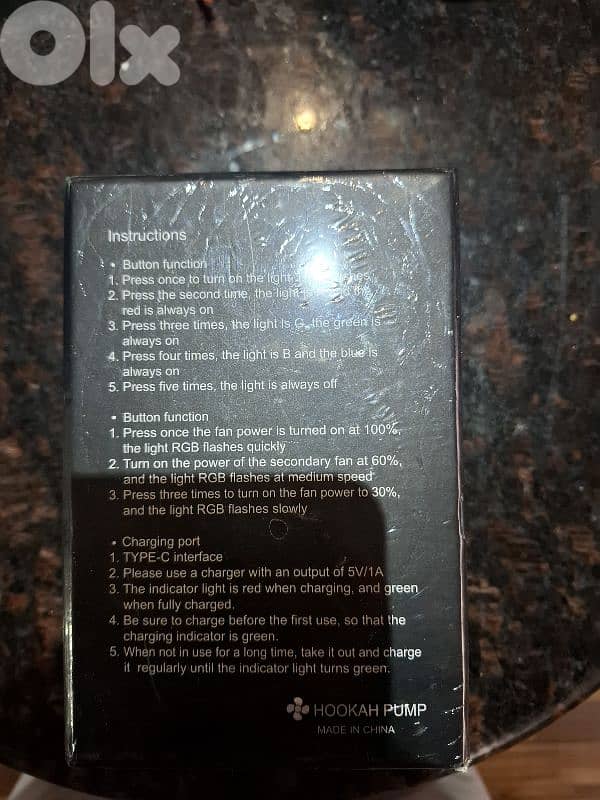 Olx
Instructions
• Button function
1. Press once to turn on the light
2. Press the second time, the light
red is always on
3. Press three times, the light is G, the green is
always on
4. Press four times, the light is B and the blue is
always on
5. Press five times, the light is always off
• Button function
1. Press once the fan power is turned on at 100%,
the light RGB flashes quickly
2. Turn on the power of the secondary fan at 60%,
and the light RGB flashes at medium speed
3. Press three times to turn on the fan power to 30%,
and the light RGB flashes slowly
• Charging port
1. TYPE-C interface
2. Please use a charger with an output of 5V/1A
3. The indicator light is red when charging, and green
when fully charged.
4. Be sure to charge before the first use, so that the
charging indicator is green.
5. When not in use for a long time, take it out and charge
it regularly until the indicator light turns green.
HOOKAH PUMP
MADE IN CHINA